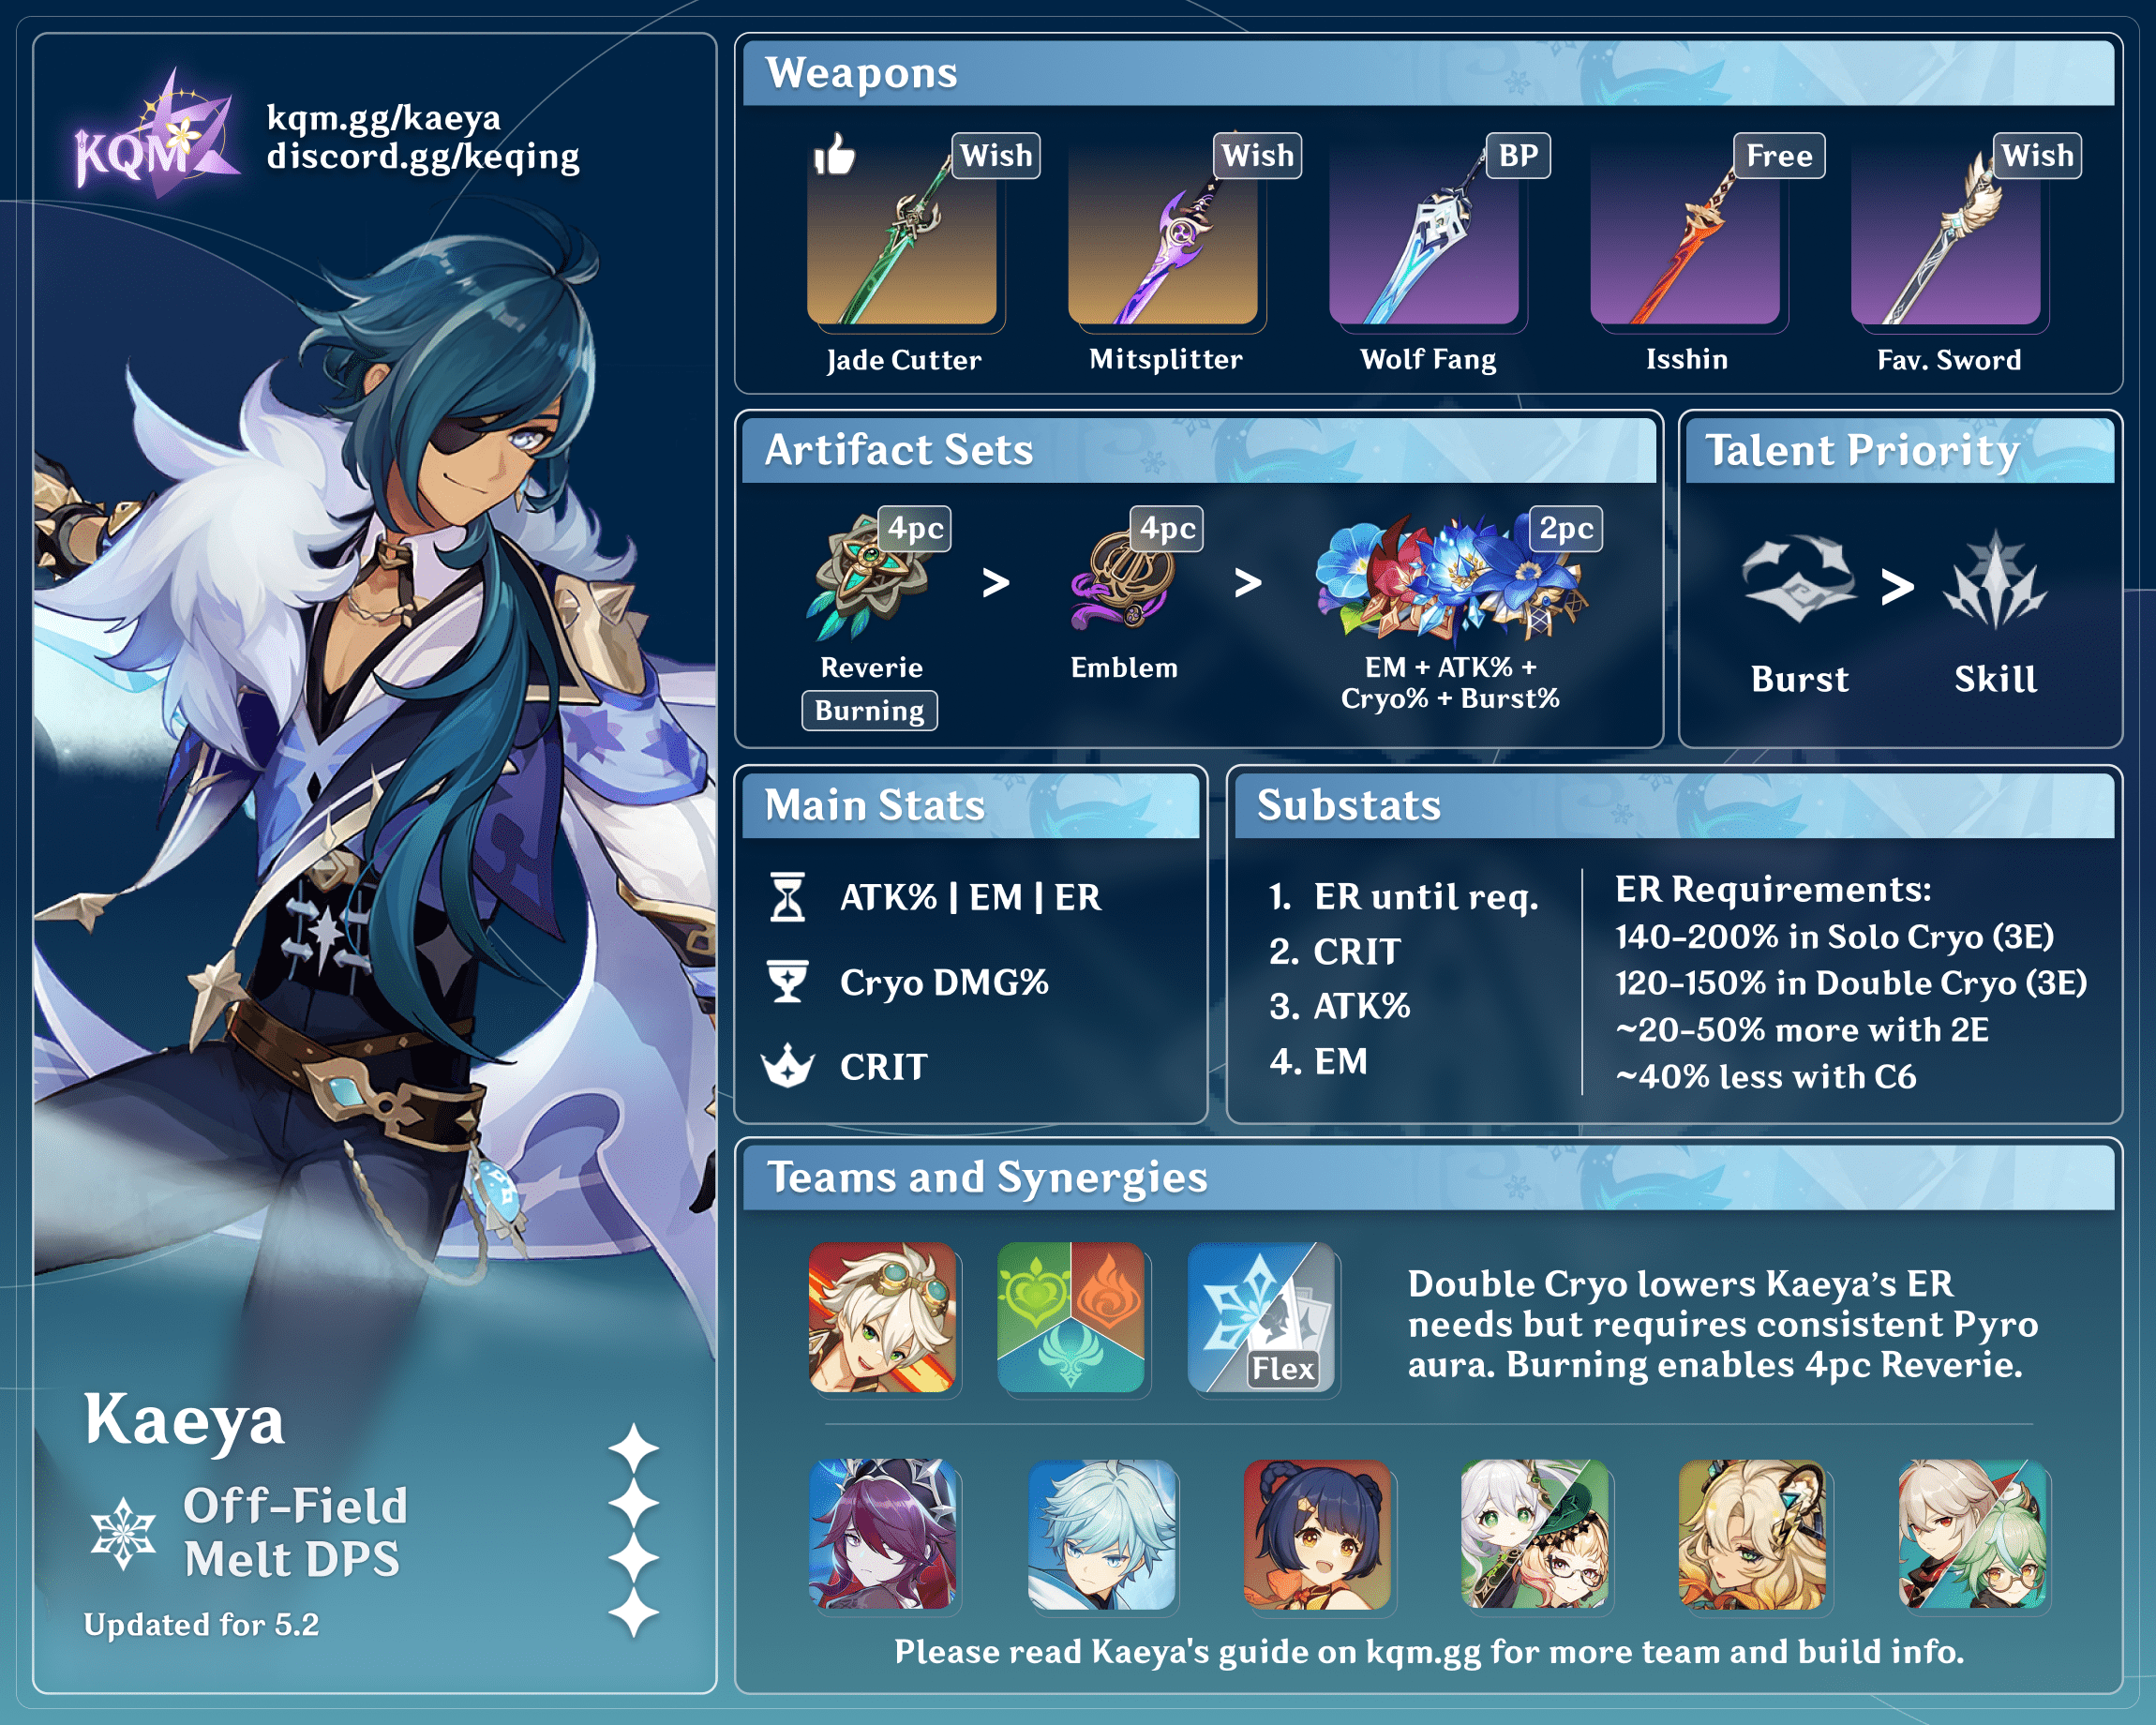 KQM
kqm.gg/kaeya
discord.gg/keqing
Kaeya
Off-Field
Melt DPS
Updated for 5.2
Weapons
Wish
Wish
BP
Free
Wish
Jade Cutter
Mitsplitter
Wolf Fang
Isshin
Fav. Sword
Artifact Sets
4pc
>
4pc
>
2pc
Reverie
Burning
Emblem
EM + ATK% +
Cryo% + Burst%
Talent Priority
>
Burst
Skill
Main Stats
ATK% | EM | ER
Cryo DMG%
CRIT
Substats
1. ER until req.
2. CRIT
3. ATK%
4. EM
ER Requirements:
140-200% in Solo Cryo (3E)
120-150% in Double Cryo (3E)
~20-50% more with 2E
~40% less with C6
Teams and Synergies
Flex
Double Cryo lowers Kaeya's ER
needs but requires consistent Pyro
aura. Burning enables 4pc Reverie.
Please read Kaeya's guide on kqm.gg for more team and build info.